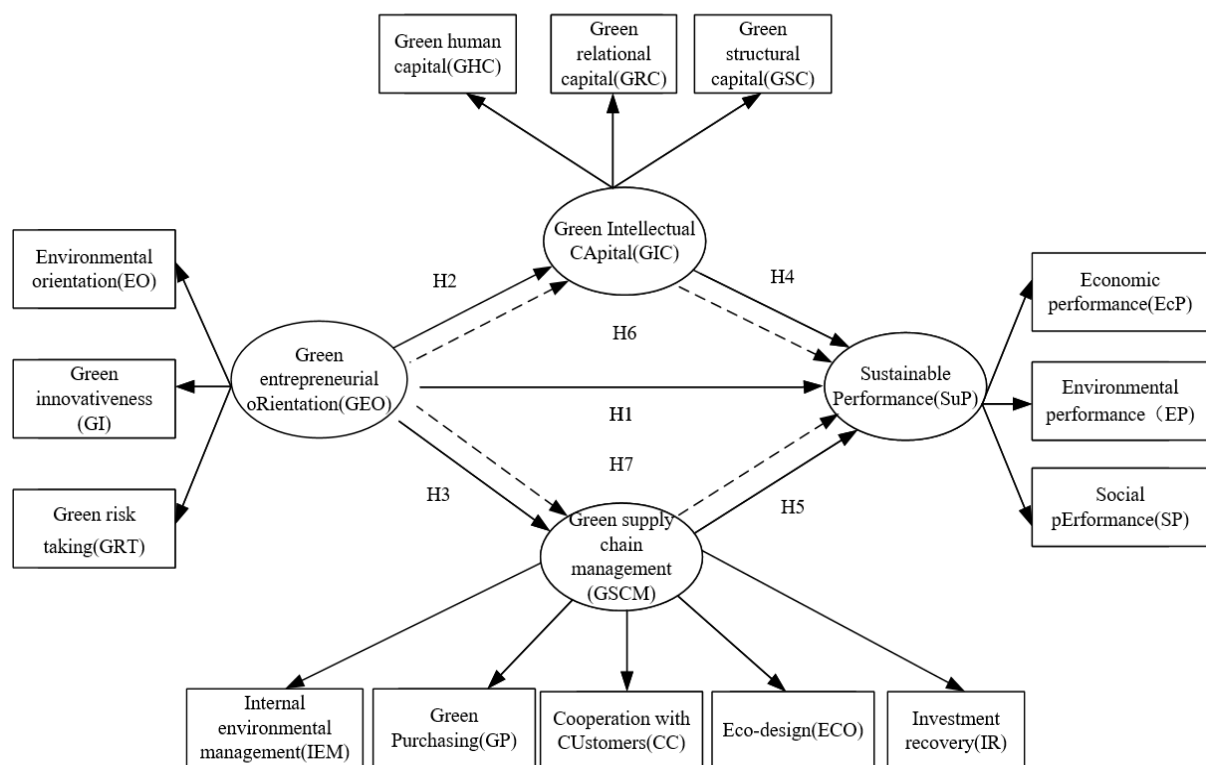 Green human
capital(GHC)
Green
relational
capital(GRC)
Green
structural
capital(GSC)
Green Intellectual
CApital(GIC)
Environmental
orientation(EO)
Green
innovativeness
(GI)
Green risk
taking(GRT)
Green
entrepreneurial
oRientation(GEO)
H2
H4
H6
H1
H7
H3
H5
Sustainable
Performance(SuP)
Economic
performance(EcP)
Environmental
performance（EP)
Social
pErformance(SP)
Green supply
chain
management
(GSCM)
Internal
environmental
management(IEM)
Green
Purchasing(GP)
Cooperation with
CUstomers(CC)
Eco-design(ECO)
Investment
recovery(IR)